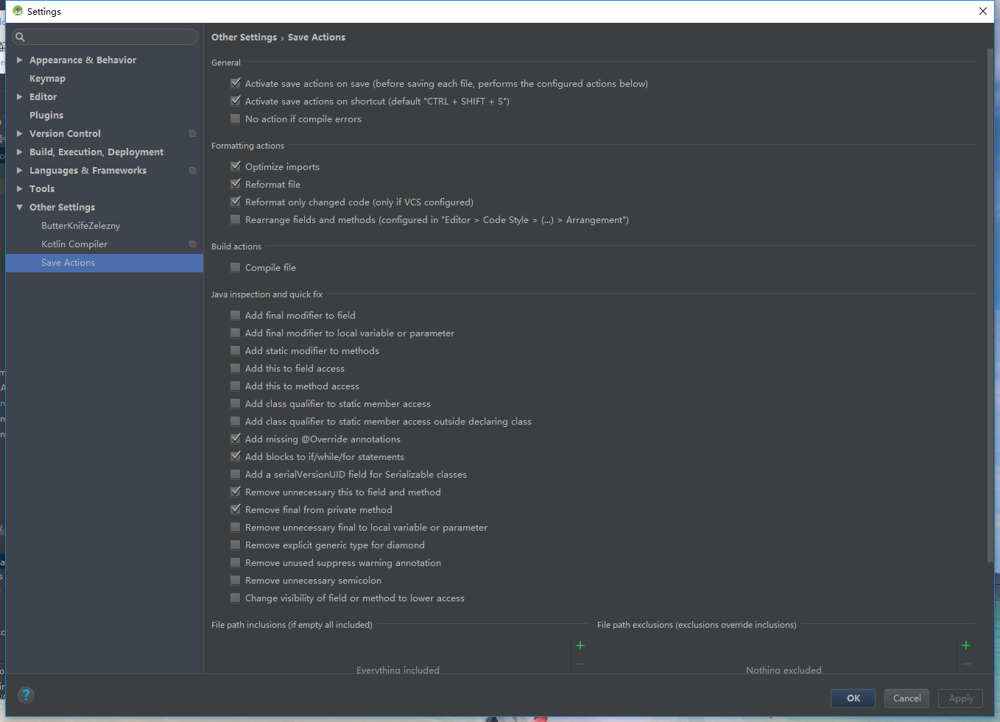 Settings
Other Settings › Save Actions
Appearance & Behavior
Keymap
Editor
Plugins
Version Control
Build, Execution, Deployment
Languages & Frameworks
Tools
Other Settings
ButterKnifeZelezny
Kotlin Compiler
Save Actions
General
Activate save actions on save (before saving each file, performs the configured actions below)
Activate save actions on shortcut (default "CTRL + SHIFT + S")
No action if compile errors
Formatting actions
Optimize imports
Reformat file
Reformat only changed code (only if VCS configured)
Rearrange fields and methods (configured in "Editor > Code Style > (...) > Arrangement")
Build actions
Compile file
Java inspection and quick fix
Add final modifier to field
Add final modifier to local variable or parameter
Add static modifier to methods
Add this to field access
Add this to method access
Add class qualifier to static member access
Add class qualifier to static member access outside declaring class
Add missing @Override annotations
Add blocks to if/while/for statements
Add a serialVersionUID field for Serializable classes
Remove unnecessary this to field and method
Remove final from private method
Remove unnecessary final to local variable or parameter
Remove explicit generic type for diamond
Remove unused suppress warning annotation
Remove unnecessary semicolon
Change visibility of field or method to lower access
File path inclusions (if empty all included)
Everything included
File path exclusions (exclusions override inclusions)
Nothing excluded
?
OK
Cancel
Apply